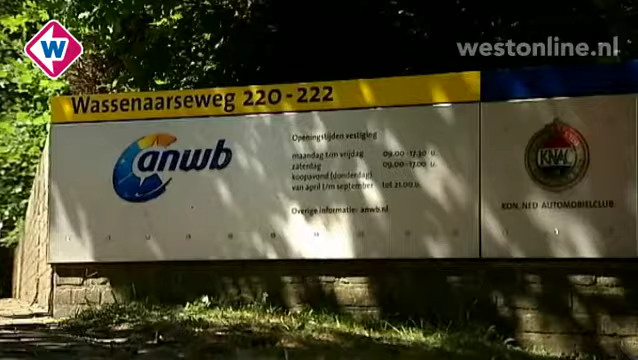 W
westonline.nl
Wassenaarseweg 220-222
anwb
Openingstijden vestiging
maandag t/m vrijdag 09.00-17.30 u.
zaterdag 09.00-17.00 u.
koopavond (donderdag)
van april t/m september tot 21.00 u.
Overige informatie: anwb.nl
KNAC
KON. NED. AUTOMOBIELCLUB